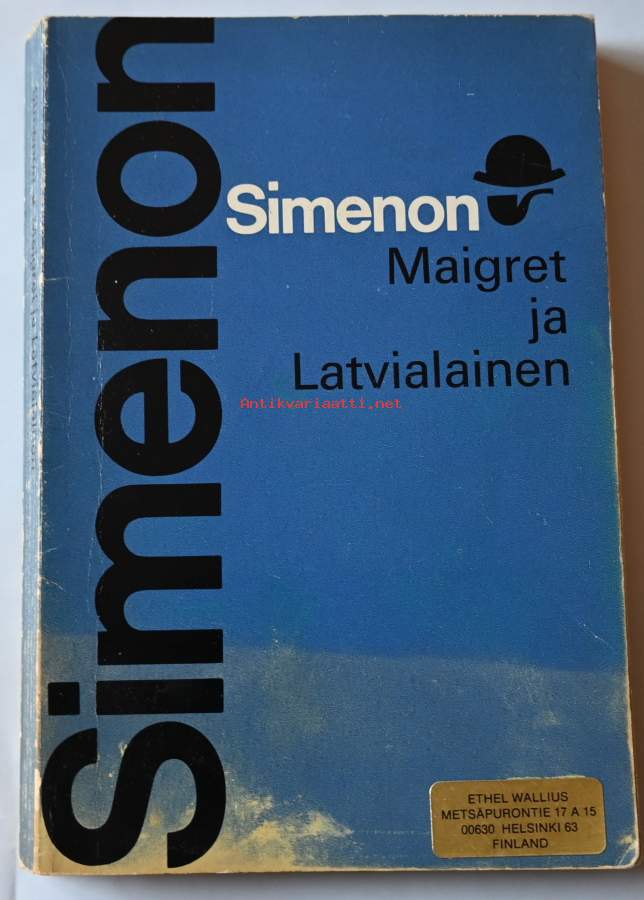 Simenon
Simenon
Maigret
ja
Latvialainen
Antikvariaatti.net
ETHEL WALLIUS
METSÄPURONTIE 17 A 15
00630 HELSINKI 63
FINLAND